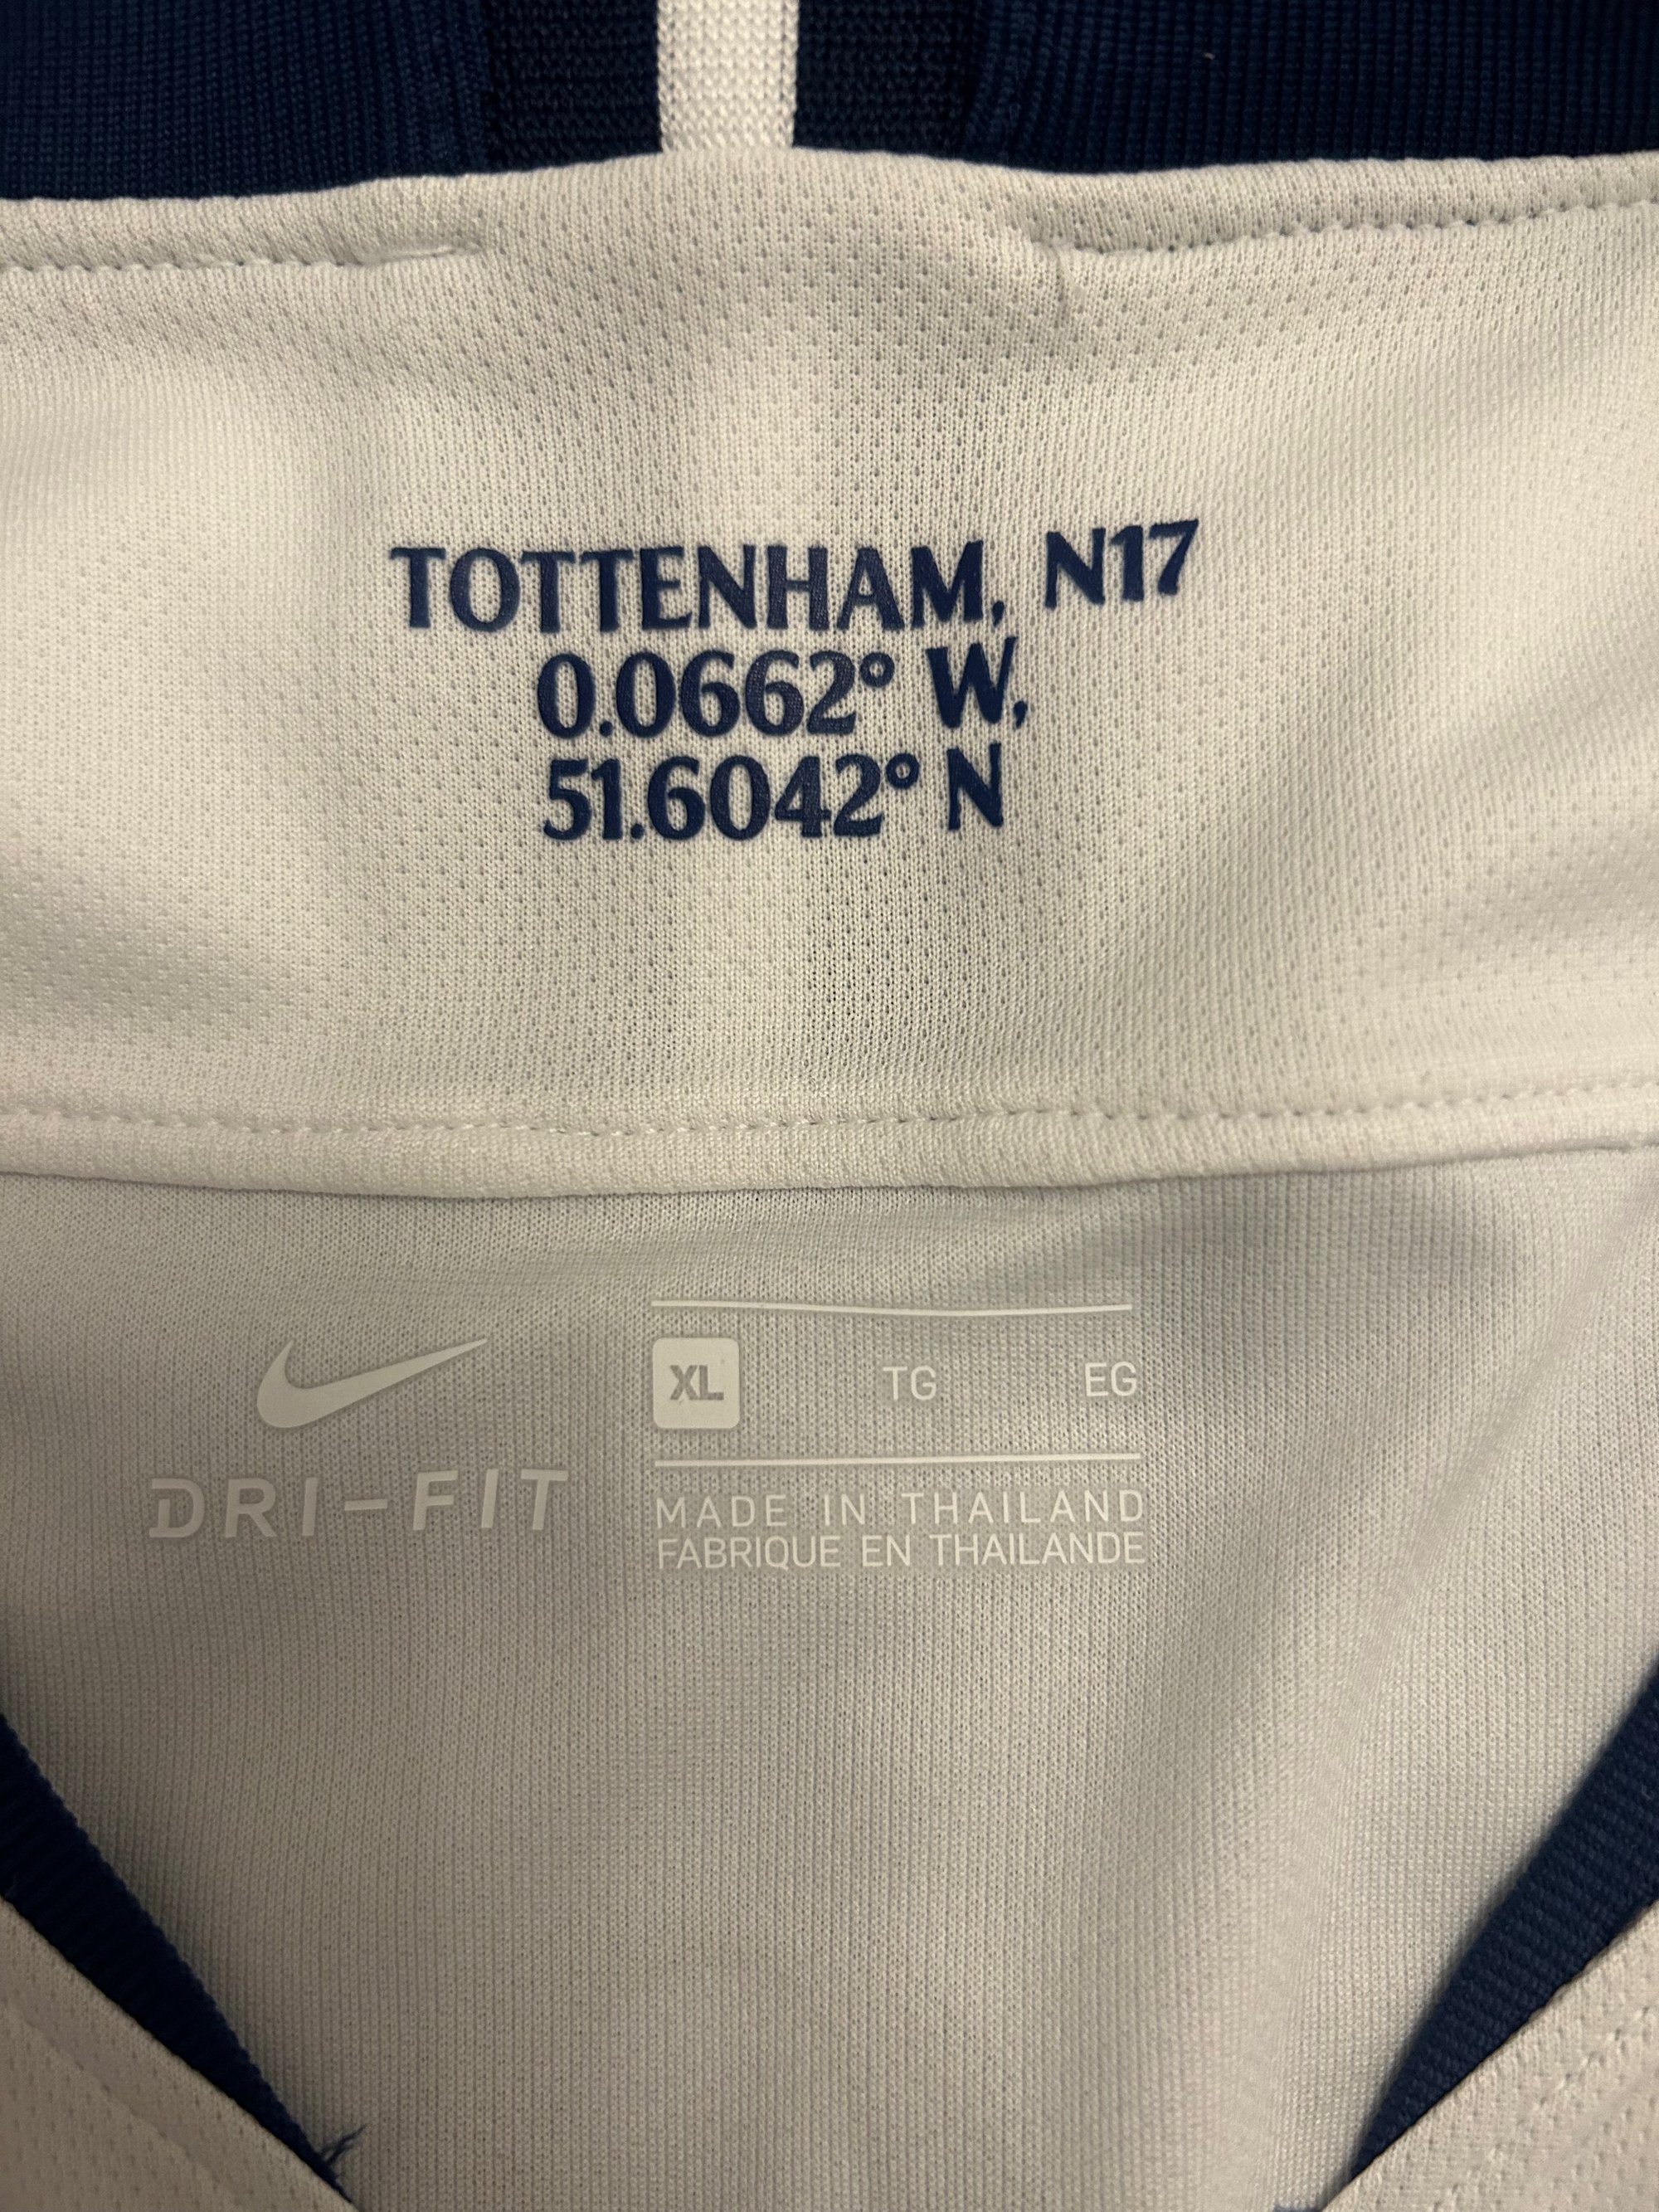 TOTTENHAM, N17
0.0662° W,
51.6042° N
XL TG EG
DRI-FIT
MADE IN THAILAND
FABRIQUE EN THAILANDE